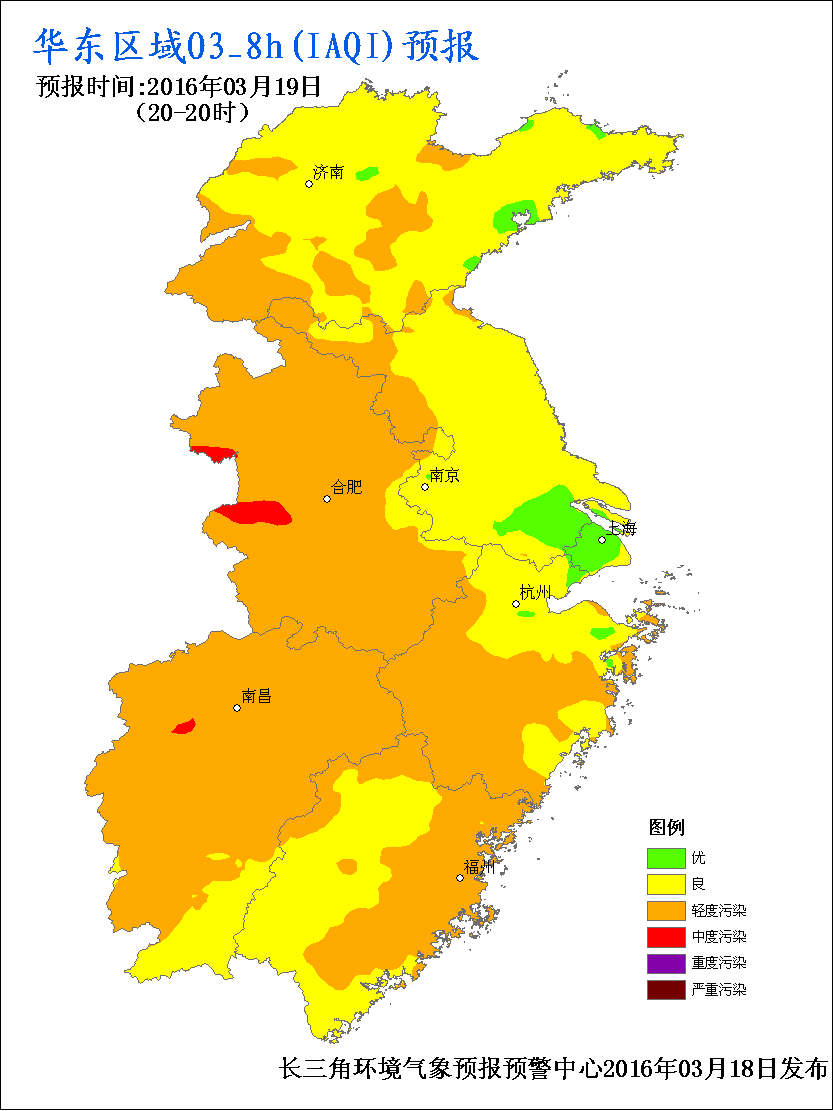 华东区域O3_8h(IAQI)预报
预报时间:2016年03月19日
（20-20时）
济南
南京
合肥
上海
杭州
南昌
福州
图例
优
良
轻度污染
中度污染
重度污染
严重污染
长三角环境气象预报预警中心2016年03月18日发布